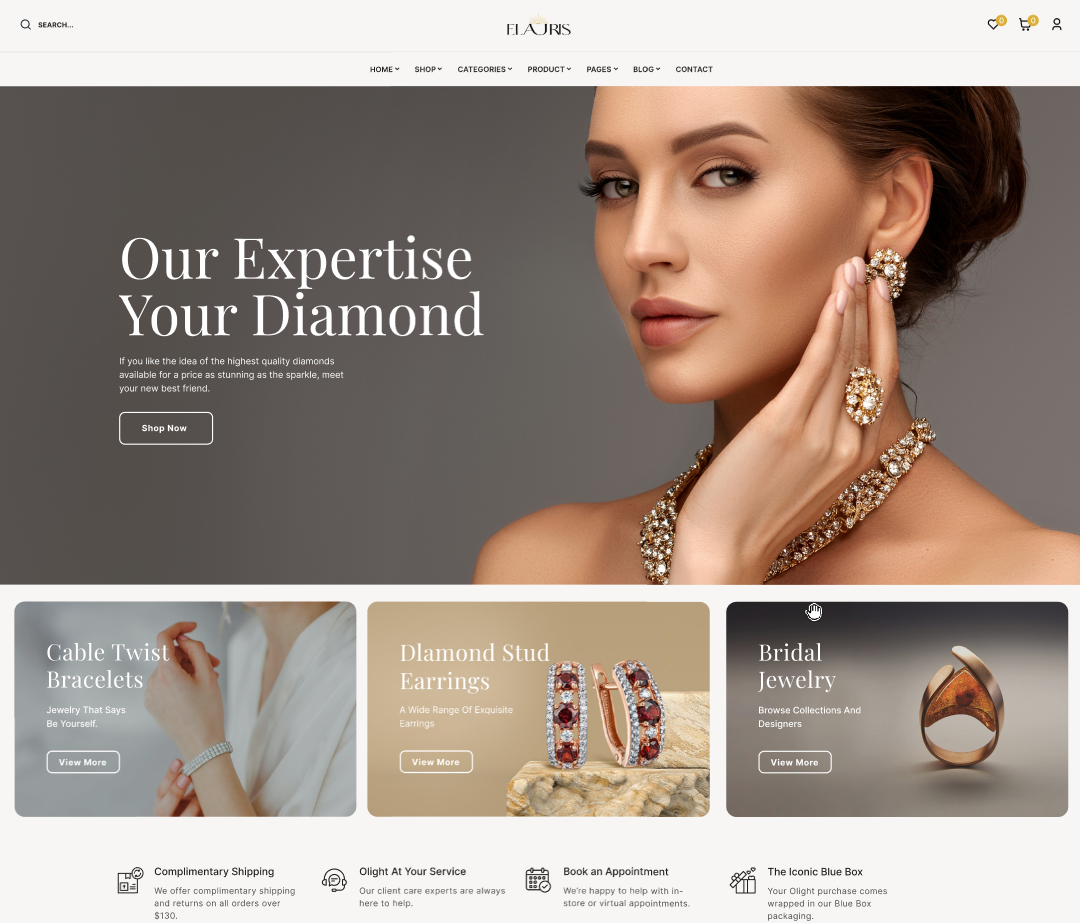 SEARCH...
ELAURIS
0
0
HOME
SHOP
CATEGORIES
PRODUCT
PAGES
BLOG
CONTACT
Our Expertise
Your Diamond
If you like the idea of the highest quality diamonds
available for a price as stunning as the sparkle, meet
your new best friend.
Shop Now
Cable Twist
Bracelets
Jewelry That Says
Be Yourself.
View More
Dlamond Stud
Earrings
A Wide Range Of Exquisite
Earrings
View More
Bridal
Jewelry
Browse Collections And
Designers
View More
Complimentary Shipping
We offer complimentary shipping
and returns on all orders over
$130.
Olight At Your Service
Our client care experts are always
here to help.
Book an Appointment
We're happy to help with in-
store or virtual appointments.
The Iconic Blue Box
Your Olight purchase comes
wrapped in our Blue Box
packaging.